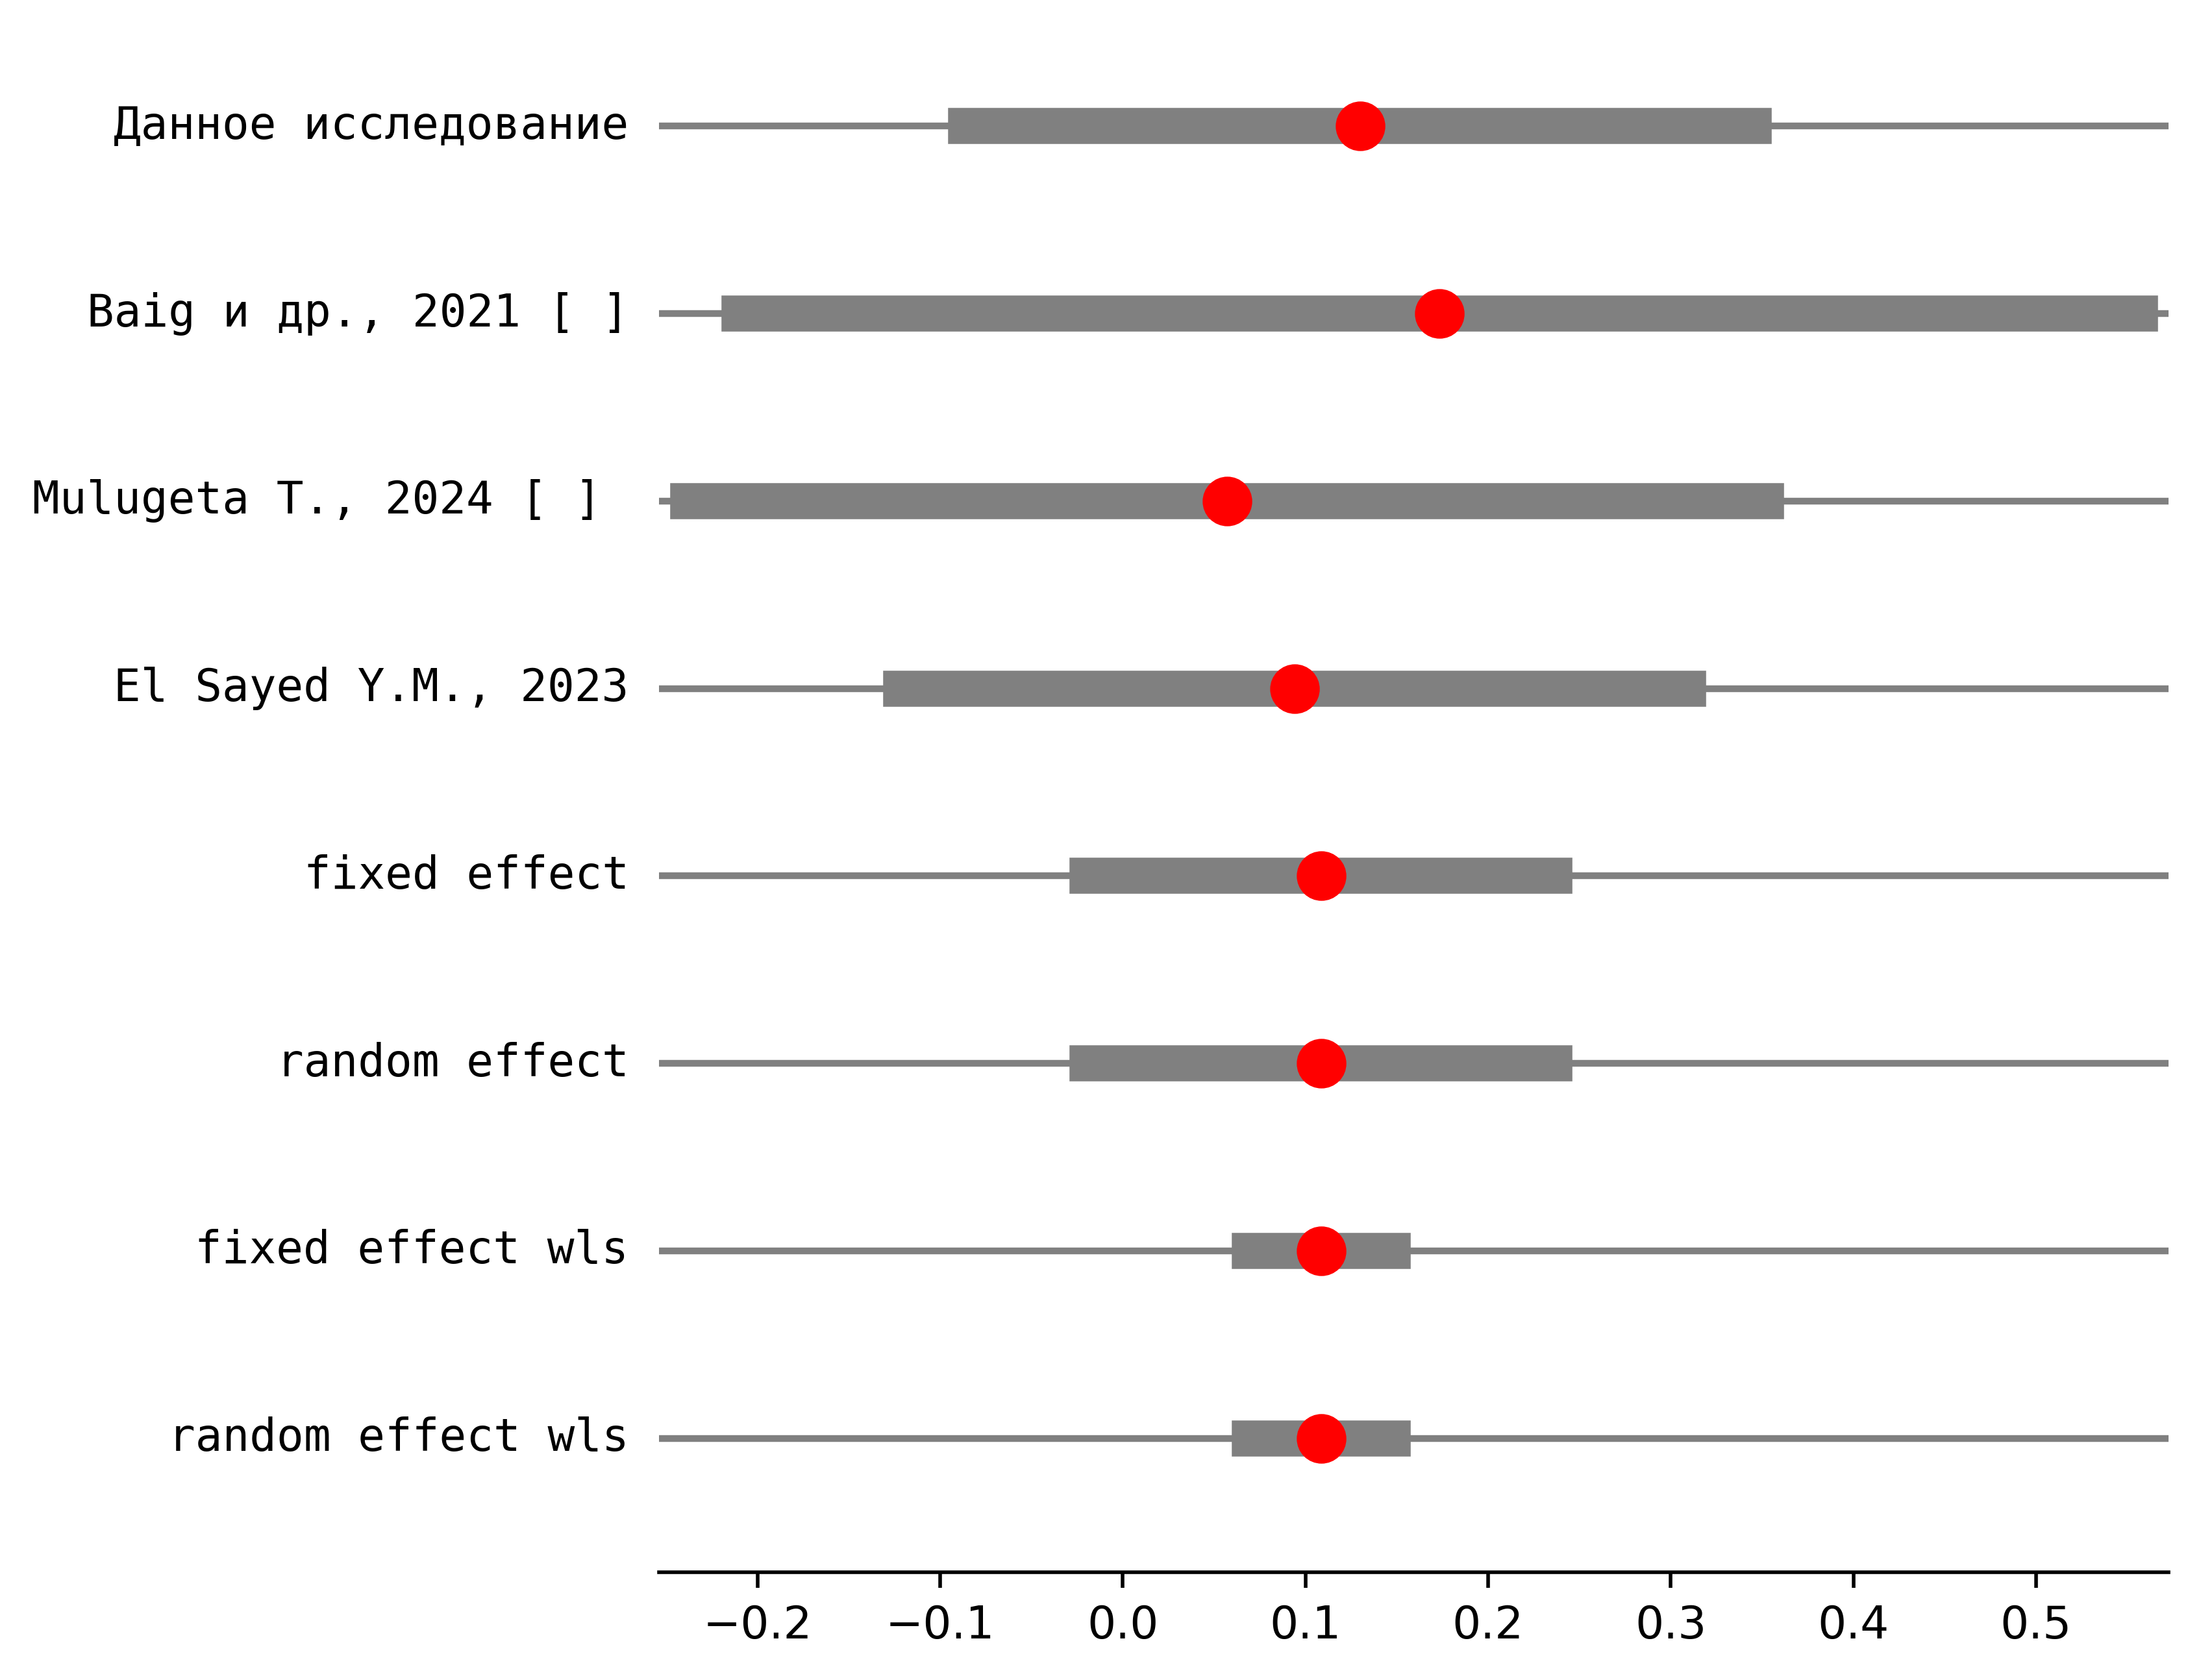 Данное исследование
Baig и др., 2021 [ ]
Mulugeta T., 2024 [ ]
El Sayed Y.M., 2023
fixed effect
random effect
fixed effect wls
random effect wls
−0.2 −0.1 0.0 0.1 0.2 0.3 0.4 0.5